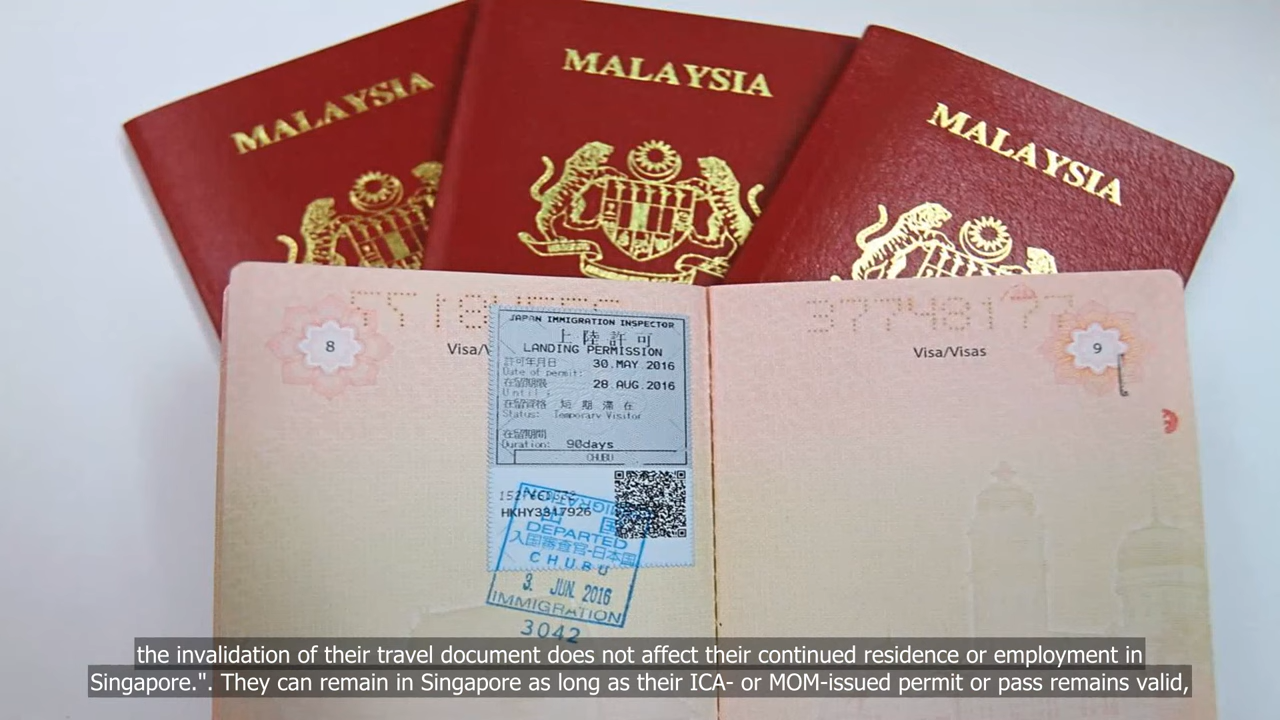 MALAYSIA
MALAYSIA
MALAYSIA
8
9
Visa/V
Visa/Visas
JAPAN IMMIGRATION INSPECTOR
上陸許可
LANDING PERMISSION
許可年月日
30.MAY 2016
Date of permit:
在留期限
28.AUG.2016
Until:
在留資格 短期滞在
Status: Temporary Visitor
在留期間
Duration: 90days
CHUBU
HKHY3317926
出国
DEPARTED
入国審査官-日本国
CHUBU
3. JUN. 2016
IMMIGRATION
3042
the invalidation of their travel document does not affect their continued residence or employment in
Singapore.". They can remain in Singapore as long as their ICA- or MOM-issued permit or pass remains valid,